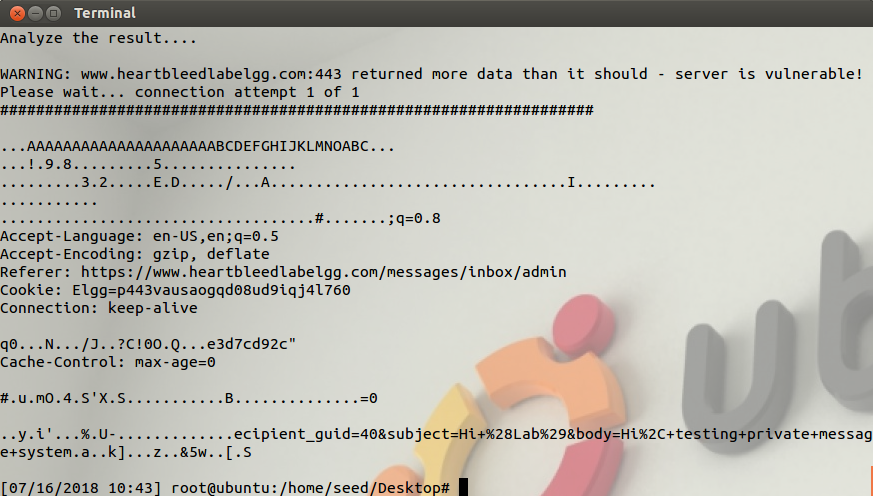 Terminal
Analyze the result....
WARNING: www.heartbleedlabelgg.com:443 returned more data than it should - server is vulnerable!
Please wait... connection attempt 1 of 1
##################################################################
...AAAAAAAAAAAAAAAAAAAAABCDEFGHIJKLMNOABC...
...!.9.8.........5...............
.........3.2.....E.D...../...A.................................I.........
...........
...................................#.......;q=0.8
Accept-Language: en-US,en;q=0.5
Accept-Encoding: gzip, deflate
Referer: https://www.heartbleedlabelgg.com/messages/inbox/admin
Cookie: Elgg=p443vausaogqd08ud9iqj4l760
Connection: keep-alive
q0...N.../J..?C!0O.Q...e3d7cd92c"
Cache-Control: max-age=0
#.u.mO.4.S'X.S...........B..............=0
..y.i'...%.U-.............ecipient_guid=40&subject=Hi+%28Lab%29&body=Hi%2C+testing+private+messag
e+system.a..k]...z..&5w..[.S
[07/16/2018 10:43] root@ubuntu:/home/seed/Desktop#
ub